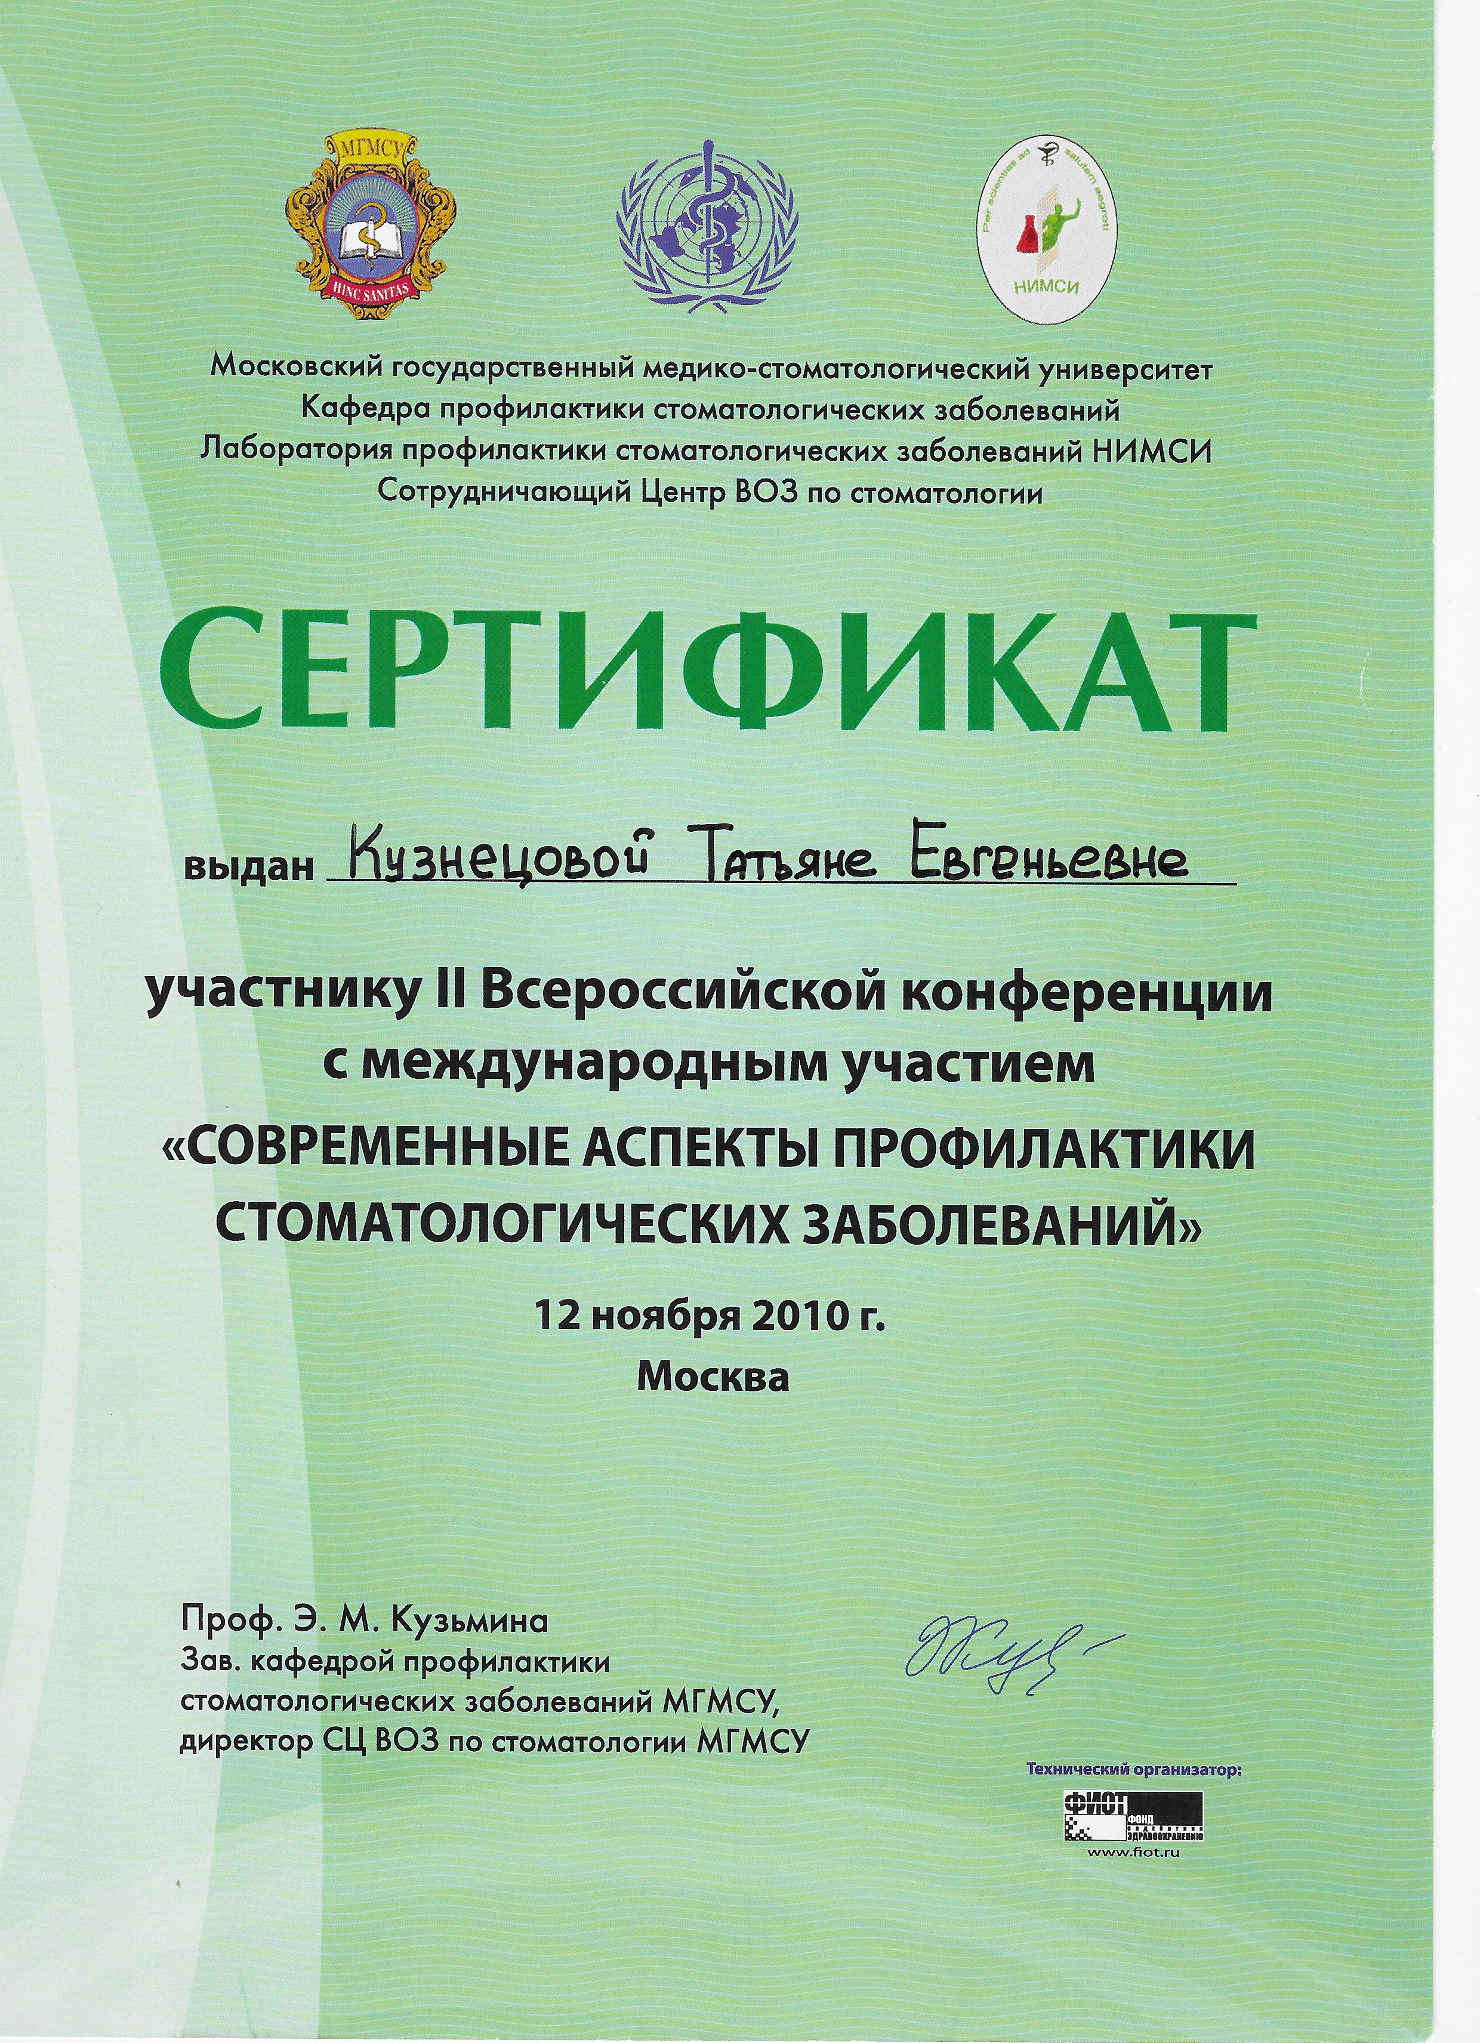 МГМСУ
HINC SANITAS
Per scientias ad salutem aegroti
НИМСИ
Московский государственный медико-стоматологический университет
Кафедра профилактики стоматологических заболеваний
Лаборатория профилактики стоматологических заболеваний НИМСИ
Сотрудничающий Центр ВОЗ по стоматологии
СЕРТИФИКАТ
выдан Кузнецовой Татьяне Евгеньевне
участнику II Всероссийской конференции
с международным участием
«СОВРЕМЕННЫЕ АСПЕКТЫ ПРОФИЛАКТИКИ
СТОМАТОЛОГИЧЕСКИХ ЗАБОЛЕВАНИЙ»
12 ноября 2010 г.
Москва
Проф. Э. М. Кузьмина
Зав. кафедрой профилактики
стоматологических заболеваний МГМСУ,
директор СЦ ВОЗ по стоматологии МГМСУ
Технический организатор:
ФИОТ
ФОНД
ЗДРАВООХРАНЕНИЮ
www.fiot.ru